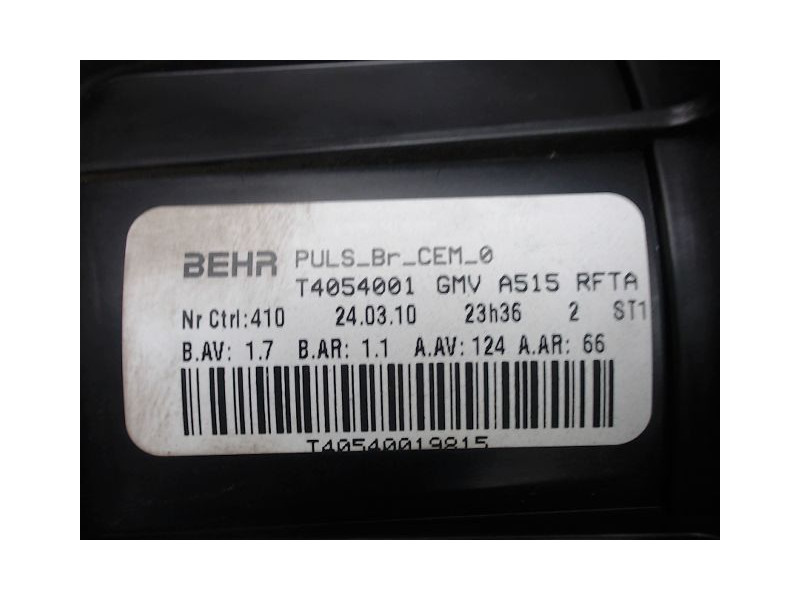 BEHR PULS_Br_CEM_0
T4054001 GMV A515 RFTA
Nr Ctrl:410 24.03.10 23h36 2 ST1
B.AV: 1.7 B.AR: 1.1 A.AV: 124 A.AR: 66
T40540019815